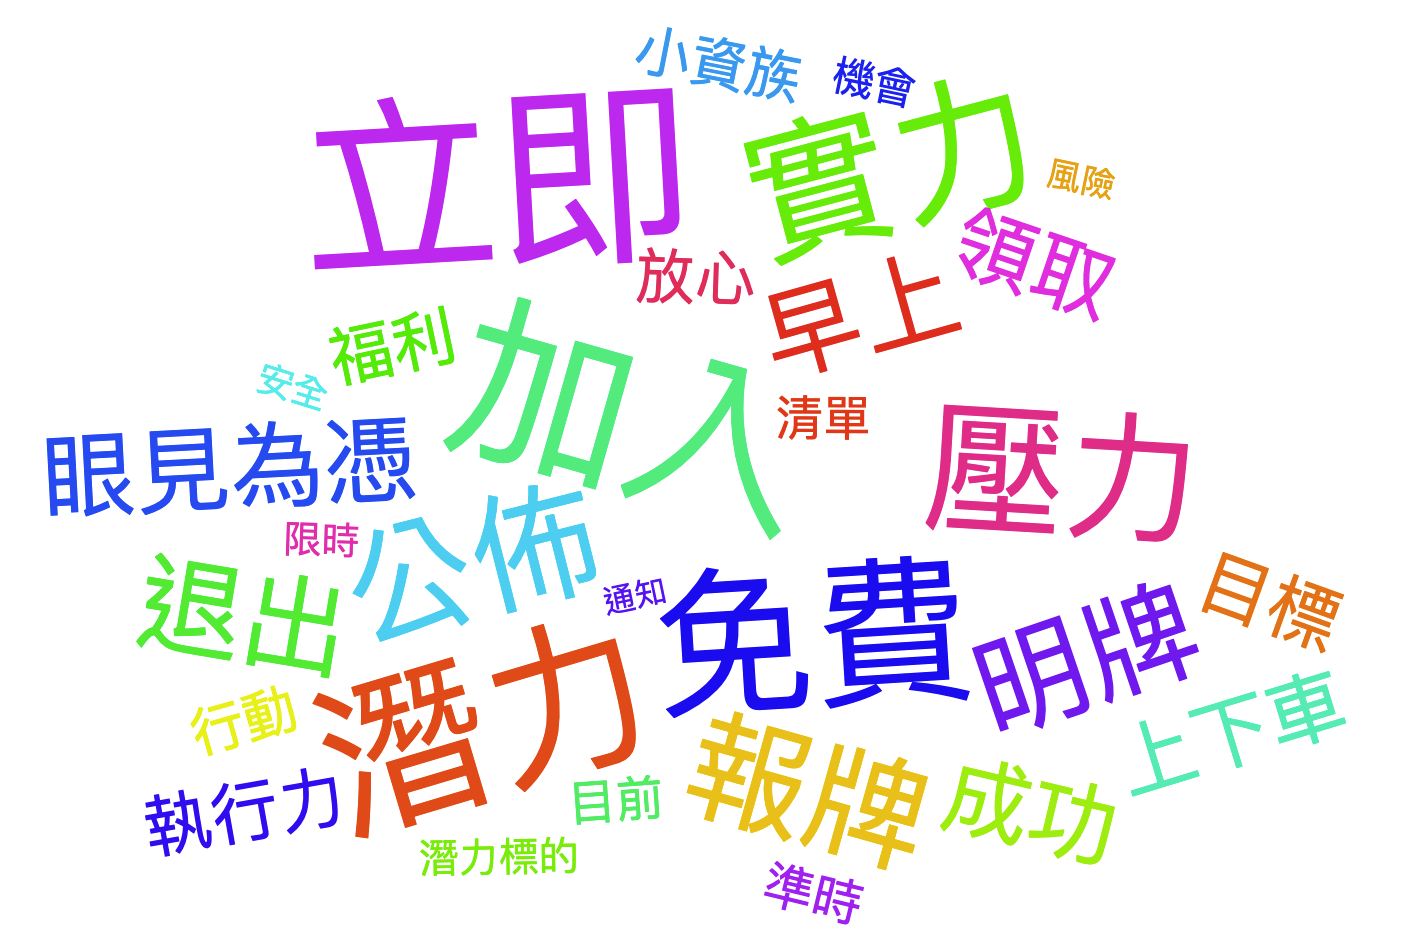 小資族
機會
立即
實力
風險
領取
放心
早上
福利
加入
安全
清單
眼見為憑
壓力
限時
公佈
退出
通知
免費
目標
明牌
潛力
行動
上下車
報牌
成功
執行力
目前
潛力標的
準時